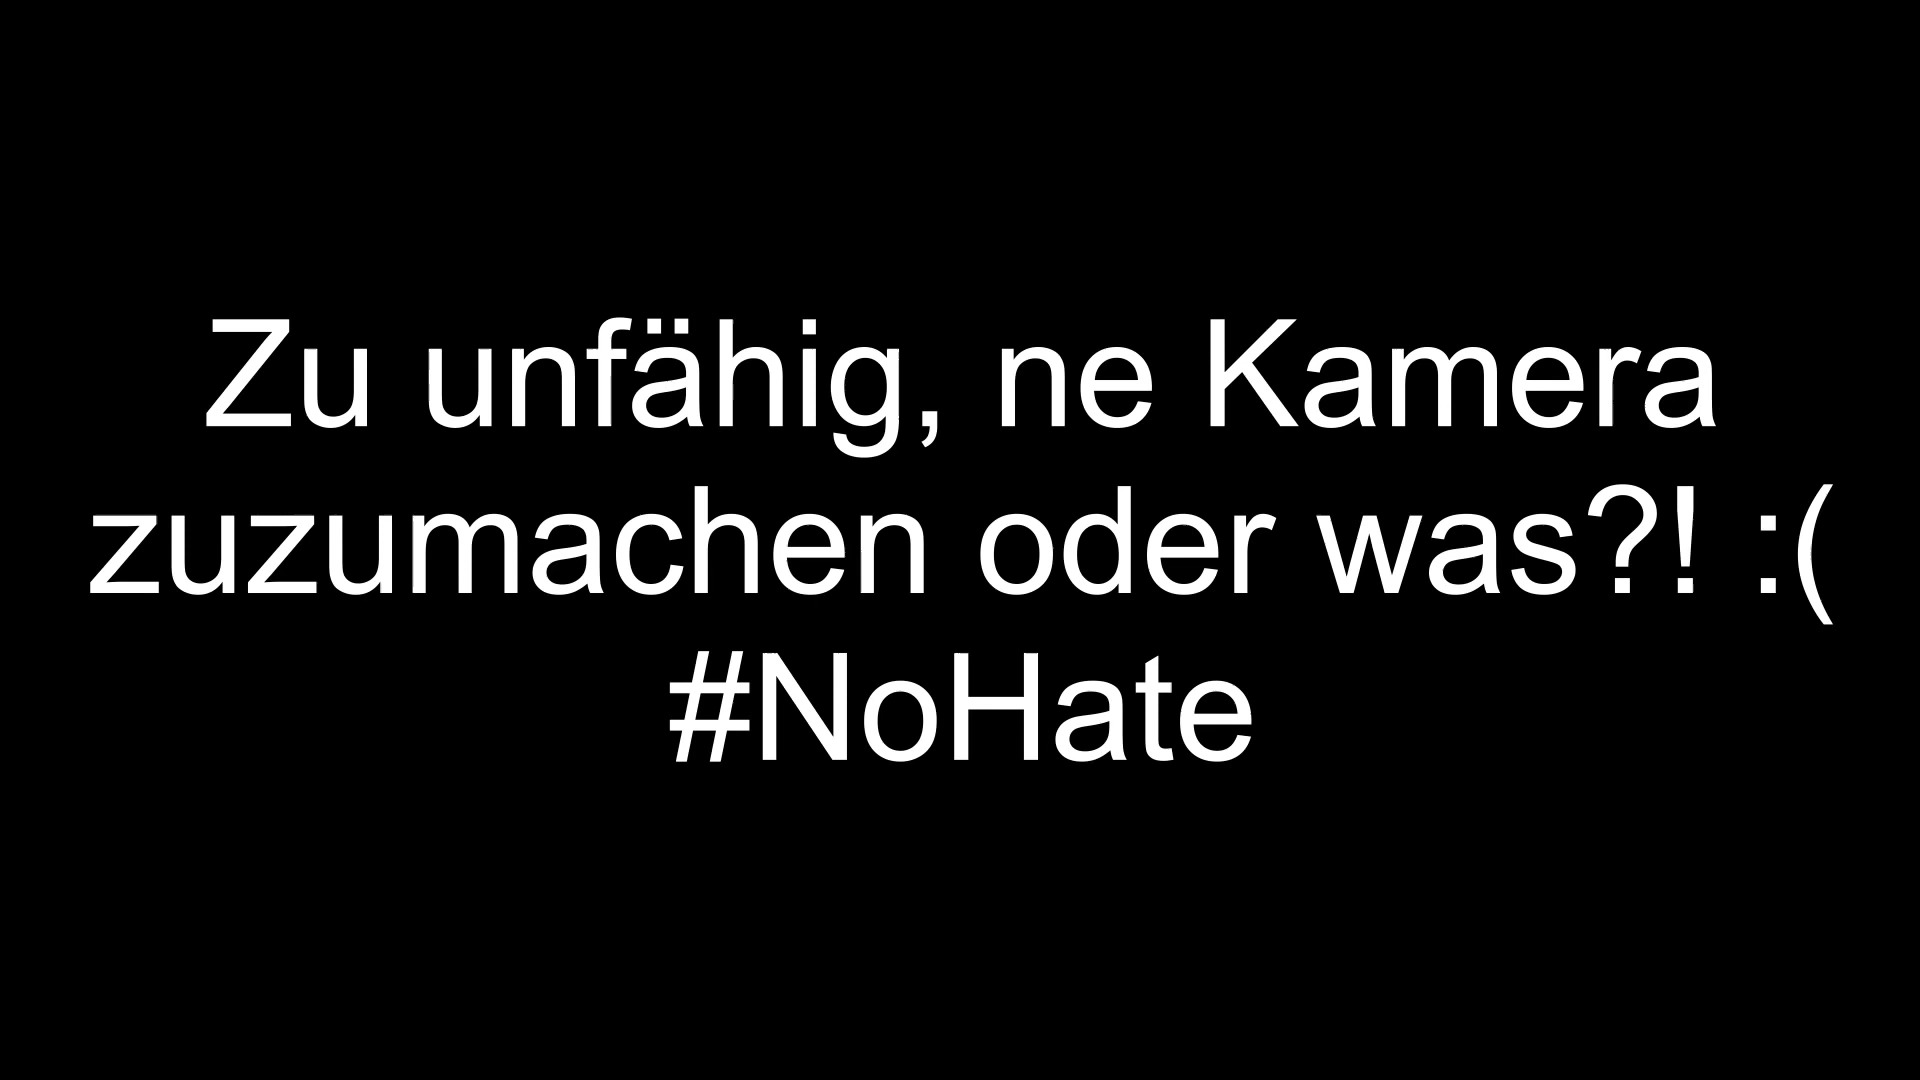 Zu unfähig, ne Kamera
zuzumachen oder was?! :(
#NoHate